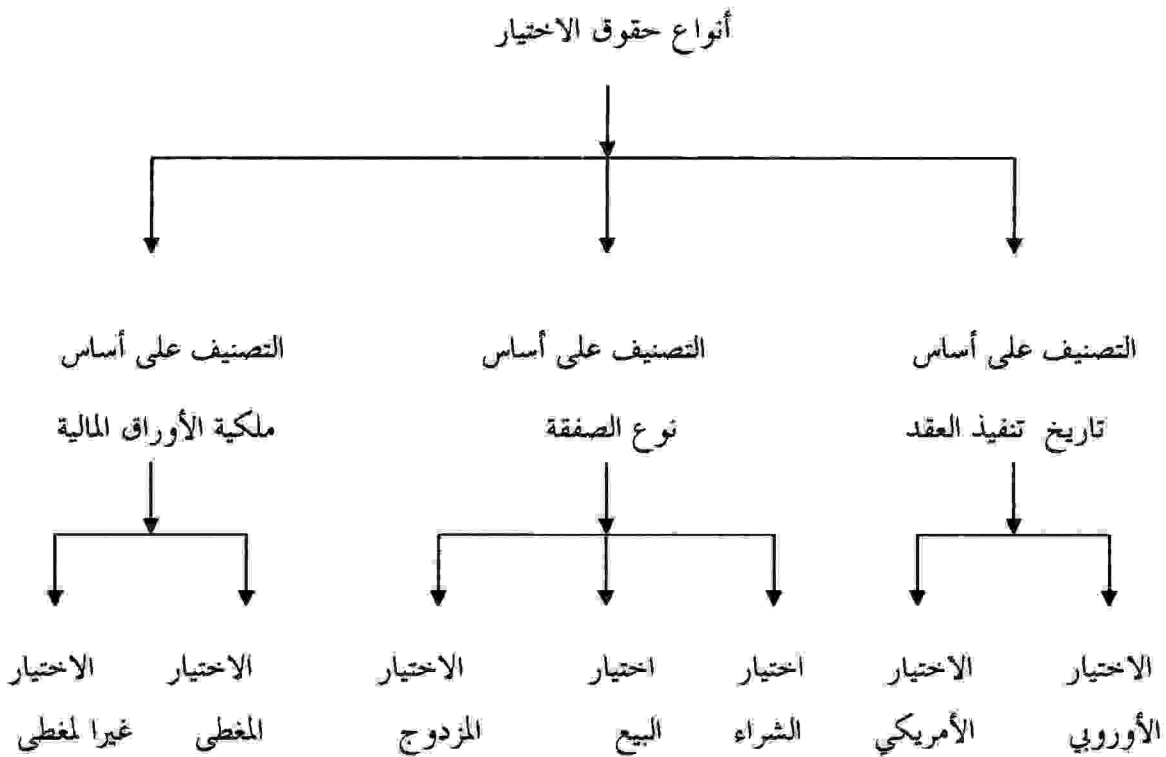 أنواع حقوق الاختيار
التصنيف على أساس
تاريخ تنفيذ العقد
التصنيف على أساس
نوع الصفقة
التصنيف على أساس
ملكية الأوراق المالية
الاختيار
الأوروبي
الاختيار
الأمريكي
اختيار
الشراء
اختيار
البيع
الاختيار
المزدوج
الاختيار
المغطى
الاختيار
غيرا لمغطى